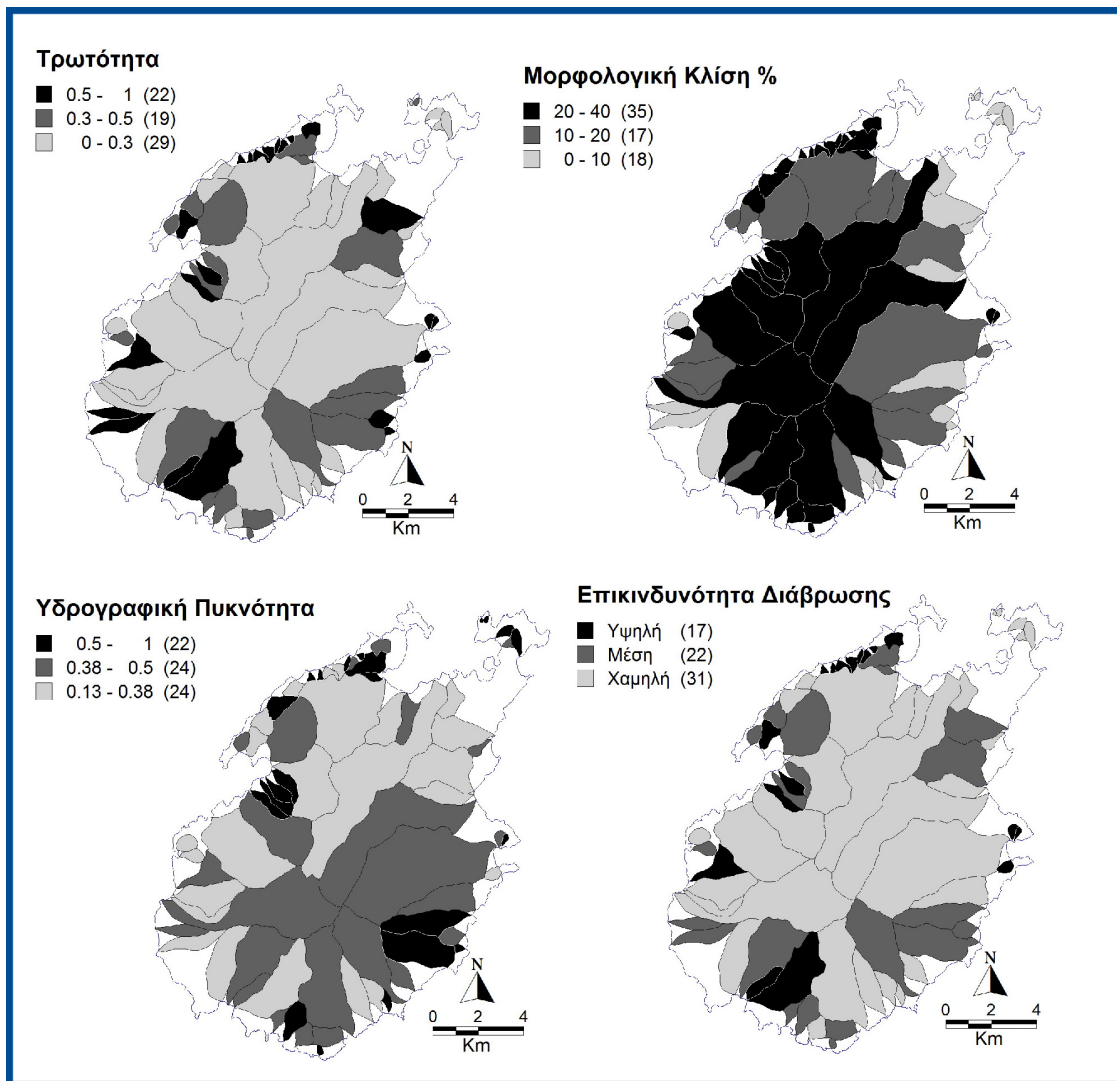 Τρωτότητα
0.5 - 1 (22)
0.3 - 0.5 (19)
0 - 0.3 (29)
N
0 2 4
Km
Μορφολογική Κλίση %
20 - 40 (35)
10 - 20 (17)
0 - 10 (18)
N
0 2 4
Km
Υδρογραφική Πυκνότητα
0.5 - 1 (22)
0.38 - 0.5 (24)
0.13 - 0.38 (24)
N
0 2 4
Km
Επικινδυνότητα Διάβρωσης
Υψηλή (17)
Μέση (22)
Χαμηλή (31)
N
0 2 4
Km